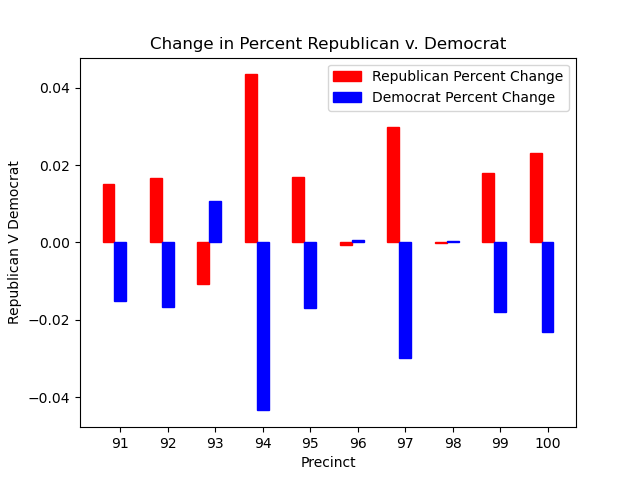 Change in Percent Republican v. Democrat
Republican Percent Change
Democrat Percent Change
Republican V Democrat
0.04
0.02
0.00
−0.02
−0.04
91 92 93 94 95 96 97 98 99 100
Precinct